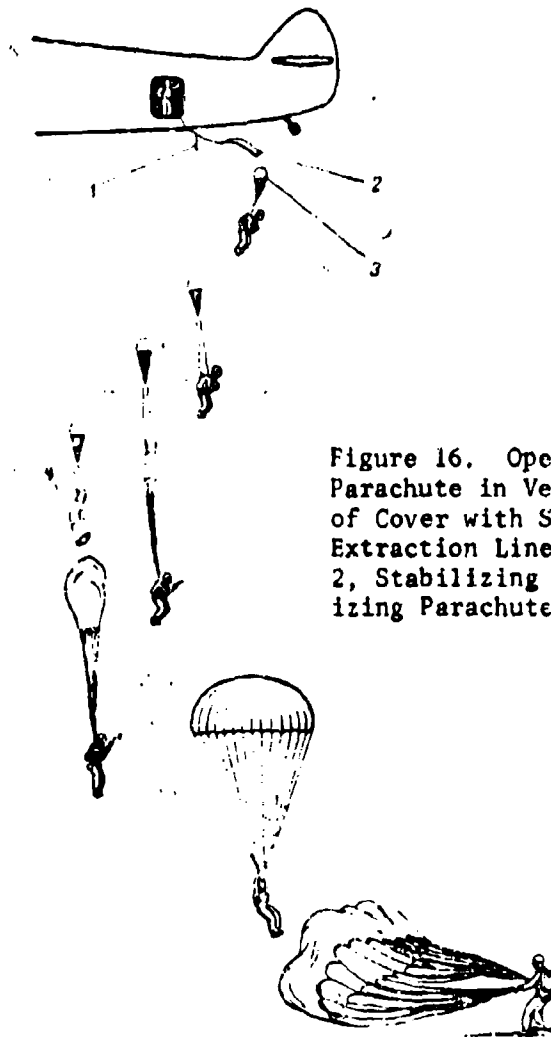 1
2
3
Figure 16. Ope
Parachute in Ve
of Cover with S
Extraction Line
2, Stabilizing
izing Parachute